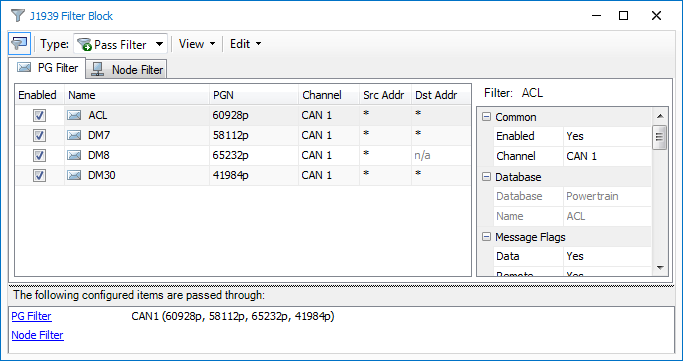 J1939 Filter Block
Type: Pass Filter View Edit
PG Filter Node Filter
Enabled Name PGN Channel Src Addr Dst Addr
ACL 60928p CAN 1 * *
DM7 58112p CAN 1 * *
DM8 65232p CAN 1 * n/a
DM30 41984p CAN 1 * *
Filter: ACL
Common
Enabled Yes
Channel CAN 1
Database
Database Powertrain
Name ACL
Message Flags
Data Yes
Remote Yes
The following configured items are passed through:
PG Filter CAN1 (60928p, 58112p, 65232p, 41984p)
Node Filter